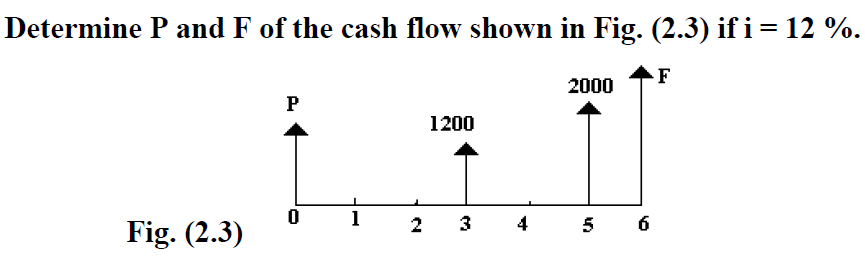 Determine P and F of the cash flow shown in Fig. (2.3) if i = 12 %.
F
2000
P
1200
0 1 2 3 4 5 6
Fig. (2.3)